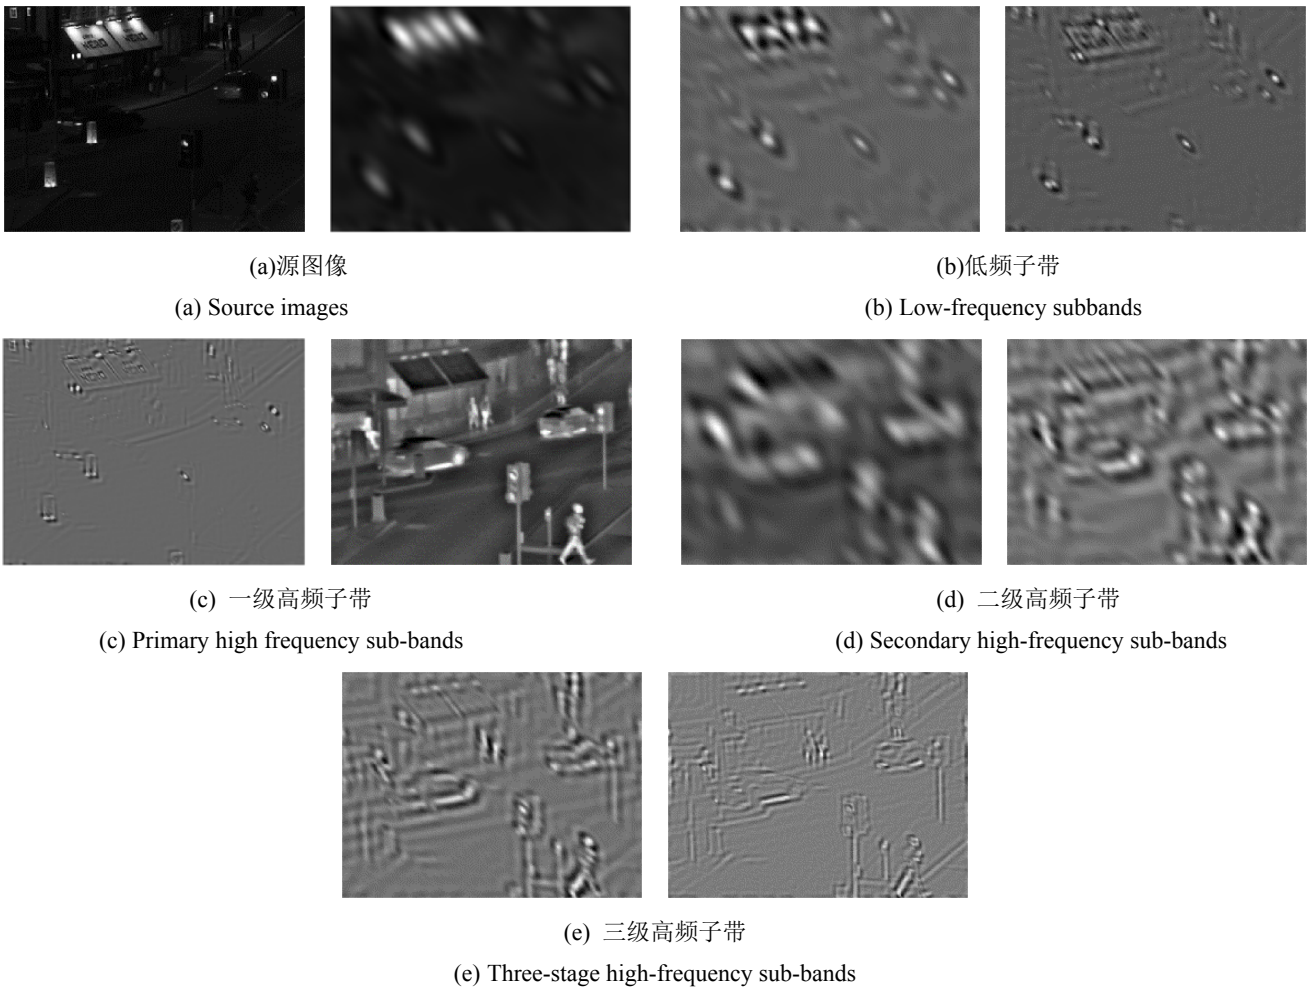 (a)源图像
(a) Source images
(b)低频子带
(b) Low-frequency subbands
(c) 一级高频子带
(c) Primary high frequency sub-bands
(d) 二级高频子带
(d) Secondary high-frequency sub-bands
(e) 三级高频子带
(e) Three-stage high-frequency sub-bands